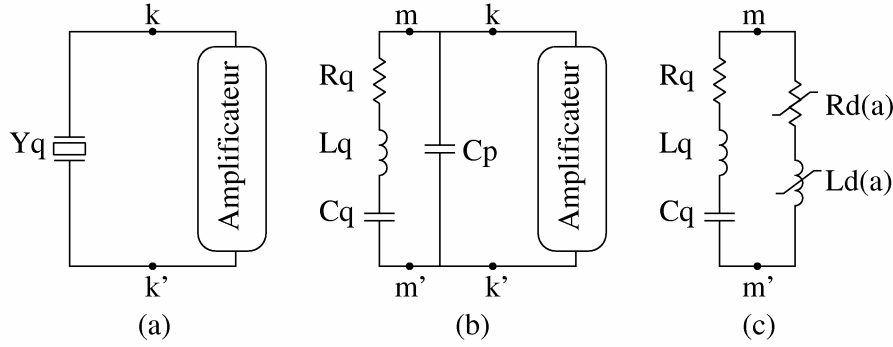 k
Yq
Amplificateur
k'
(a)
m
k
Rq
Lq
Cp
Cq
Amplificateur
m'
k'
(b)
m
Rq
Rd(a)
Lq
Ld(a)
Cq
m'
(c)